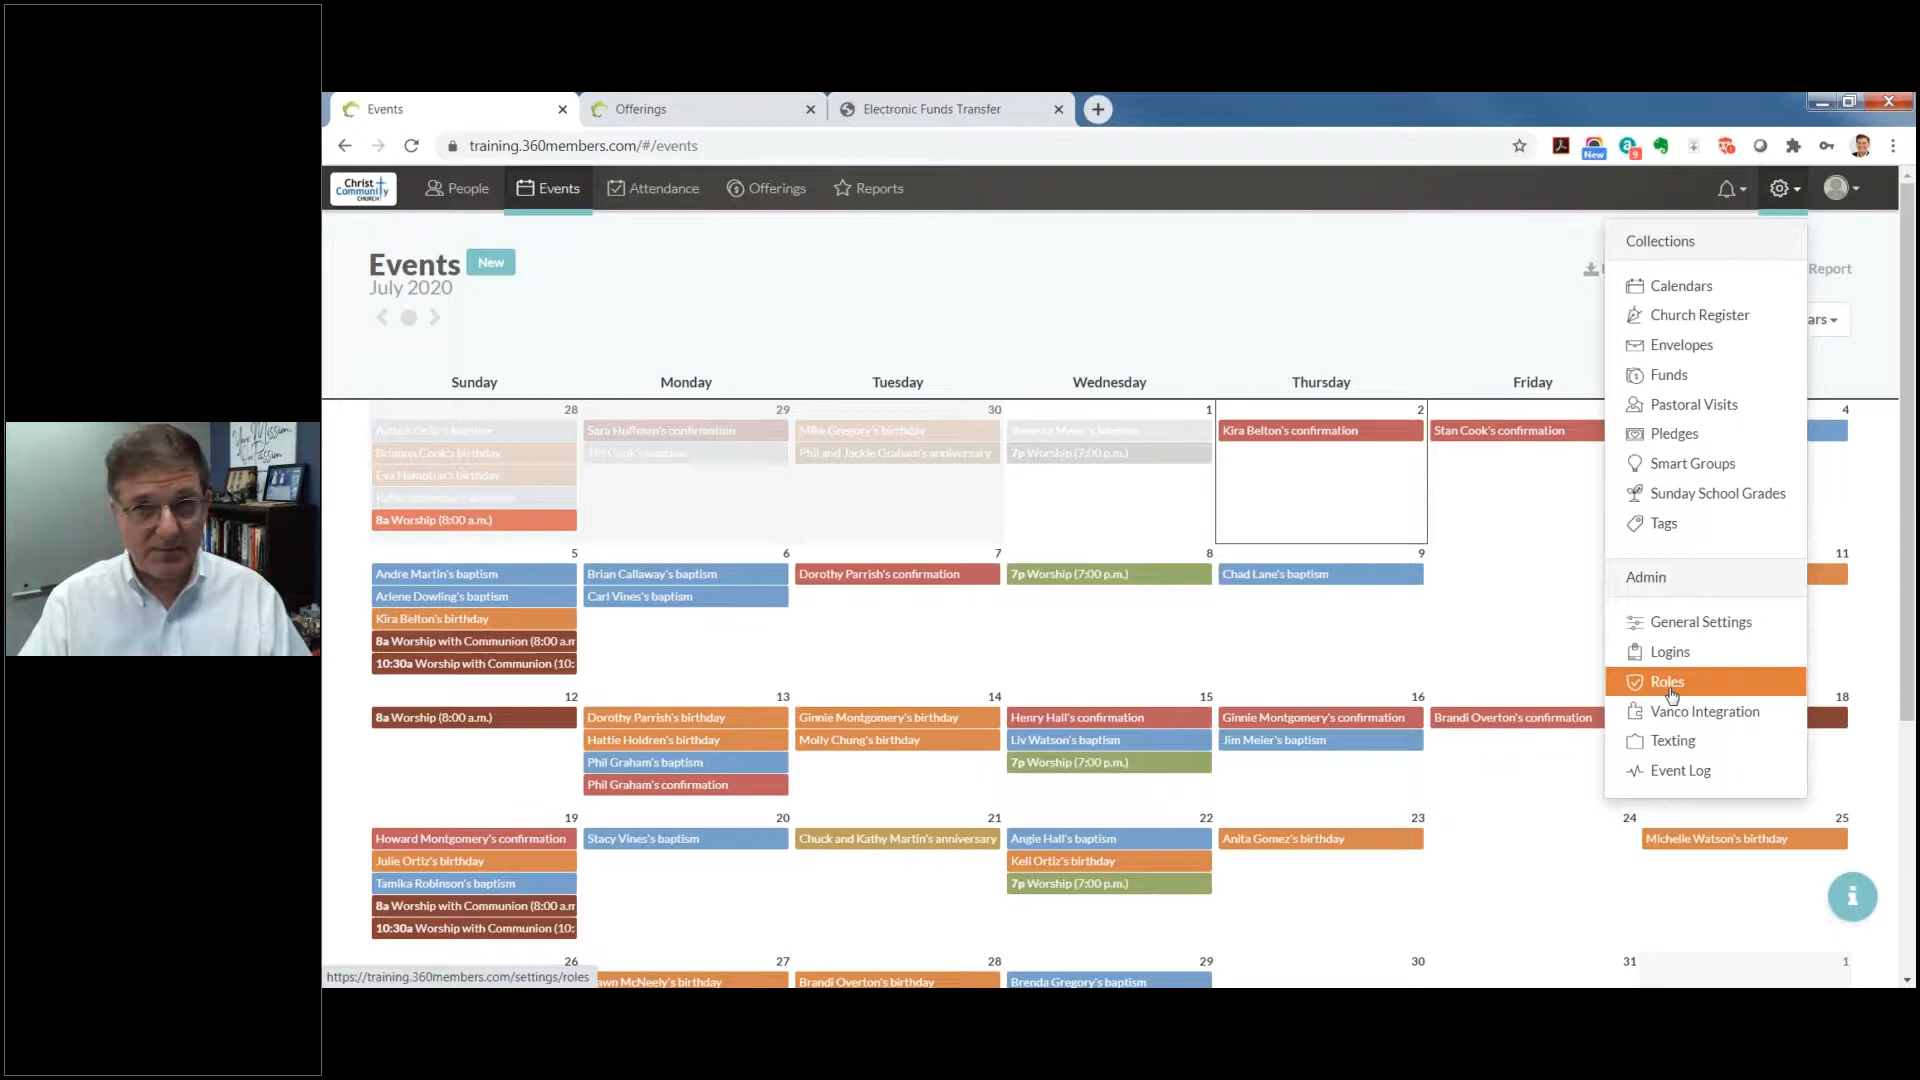 Events
Offerings
Electronic Funds Transfer
training.360members.com/#/events
New
9
Christ
Community
CHURCH
People
Events
Attendance
Offerings
Reports
Events
New
July 2020
Report
ars
Collections
Calendars
Church Register
Envelopes
Funds
Pastoral Visits
Pledges
Smart Groups
Sunday School Grades
Tags
Admin
General Settings
Logins
Roles
Vanco Integration
Texting
Event Log
Sunday Monday Tuesday Wednesday Thursday Friday
28 29 30 1 2 4
Brianna Cook's birthday
Eva Hampton's birthday
8a Worship (8:00 a.m.)
Sara Huffman's confirmation
Mike Gregory's birthday
Phil and Jackie Graham's anniversary
7p Worship (7:00 p.m.)
Kira Belton's confirmation
Stan Cook's confirmation
5 6 7 8 9 11
Andre Martin's baptism
Arlene Dowling's baptism
Kira Belton's birthday
8a Worship with Communion (8:00 a.m
10:30a Worship with Communion (10:
Brian Callaway's baptism
Carl Vines's baptism
Dorothy Parrish's confirmation
7p Worship (7:00 p.m.)
Chad Lane's baptism
12 13 14 15 16 18
8a Worship (8:00 a.m.)
Dorothy Parrish's birthday
Hattie Holdren's birthday
Phil Graham's baptism
Phil Graham's confirmation
Ginnie Montgomery's birthday
Molly Chung's birthday
Henry Hall's confirmation
Liv Watson's baptism
7p Worship (7:00 p.m.)
Ginnie Montgomery's confirmation
Jim Meier's baptism
Brandi Overton's confirmation
19 20 21 22 23 24 25
Howard Montgomery's confirmation
Julie Ortiz's birthday
Tamika Robinson's baptism
8a Worship with Communion (8:00 a.m
10:30a Worship with Communion (10:
Stacy Vines's baptism
Chuck and Kathy Martin's anniversary
Angie Hall's baptism
Keli Ortiz's birthday
7p Worship (7:00 p.m.)
Anita Gomez's birthday
Michelle Watson's birthday
26 27 28 29 30 31 1
awn McNeely's birthday
Brandi Overton's birthday
Brenda Gregory's baptism
https://training.360members.com/settings/roles